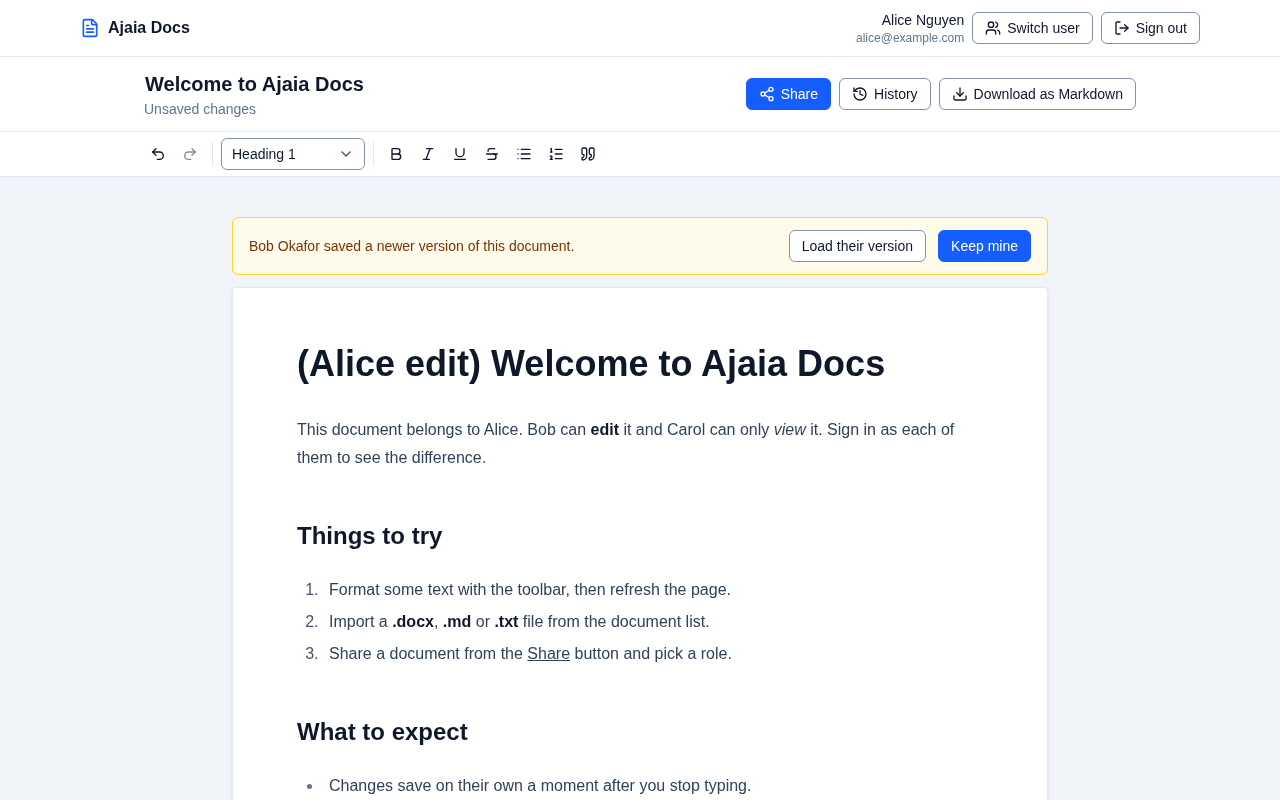 Ajaia Docs
Alice Nguyen
alice@example.com
Switch user
Sign out
Welcome to Ajaia Docs
Unsaved changes
Share
History
Download as Markdown
Heading 1
Bob Okafor saved a newer version of this document.
Load their version
Keep mine
(Alice edit) Welcome to Ajaia Docs
This document belongs to Alice. Bob can edit it and Carol can only view it. Sign in as each of
them to see the difference.
Things to try
1. Format some text with the toolbar, then refresh the page.
2. Import a .docx, .md or .txt file from the document list.
3. Share a document from the Share button and pick a role.
What to expect
• Changes save on their own a moment after you stop typing.